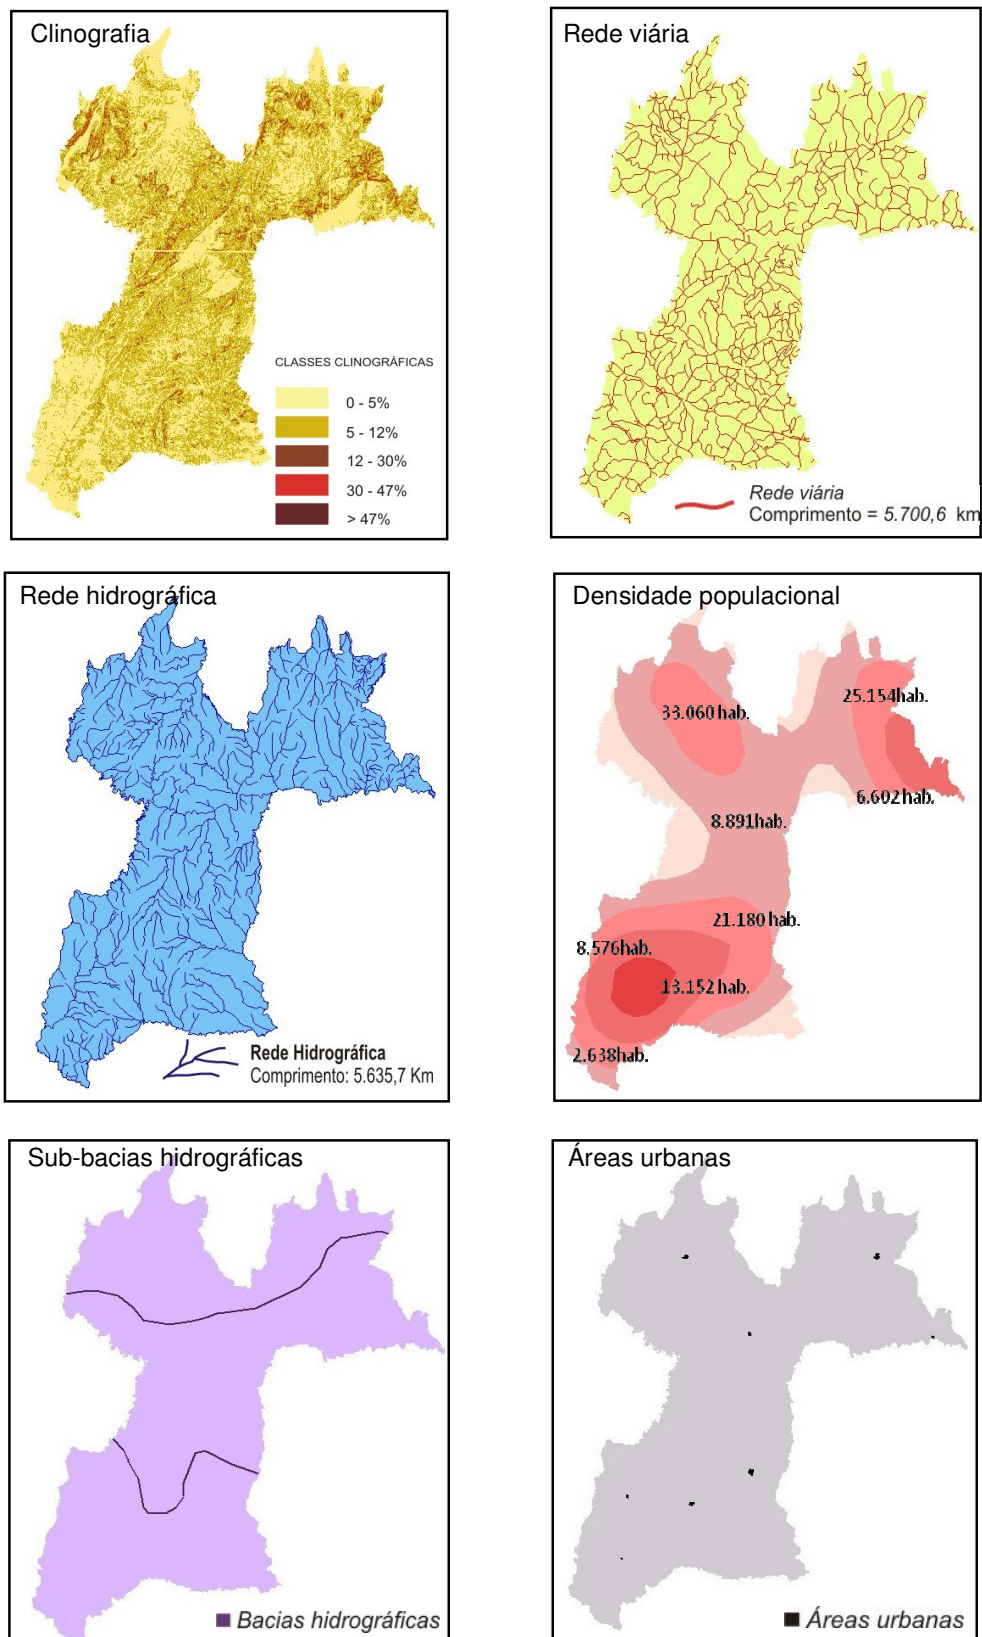 Clinografia
CLASSES CLINOGRÁFICAS
0 - 5%
5 - 12%
12 - 30%
30 - 47%
> 47%
Rede viária
Rede viária
Comprimento = 5.700,6 km
Rede hidrográfica
Rede Hidrográfica
Comprimento: 5.635,7 Km
Densidade populacional
25.154hab.
33.060 hab.
6.602 hab.
8.891hab.
21.180 hab.
8.576hab.
13.152 hab.
2.638hab.
Sub-bacias hidrográficas
Bacias hidrográficas
Áreas urbanas
Áreas urbanas